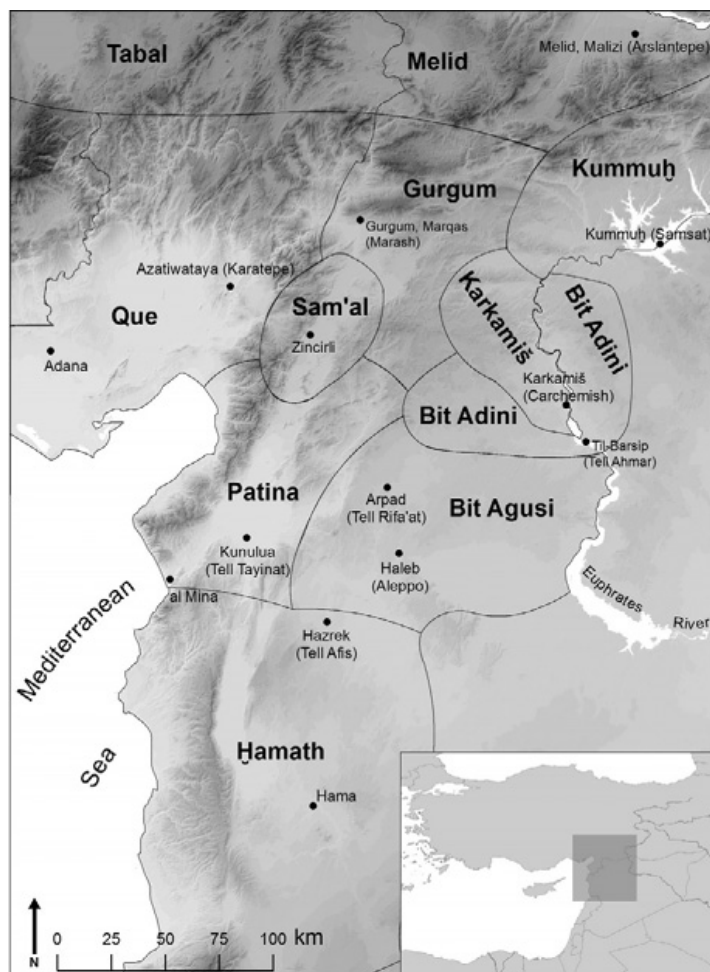 Tabal
Melid
Melid, Malizi (Arslantepe)
Kummuḫ
Gurgum
Gurgum, Marqas
(Marash)
Kummuḫ (Samsat)
Azatiwataya (Karatepe)
Que
Sam'al
Zincirli
Adana
Karkamiš
Bit Adini
Karkamiš
(Carchemish)
Bit Adini
Til-Barsip
(Tell Ahmar)
Patina
Arpad
(Tell Rifa'at)
Bit Agusi
Kunulua
(Tell Tayinat)
Haleb
(Aleppo)
al Mina
Euphrates
River
Mediterranean
Sea
Hazrek
(Tell Afis)
Ḫamath
Hama
N
0 25 50 100 km